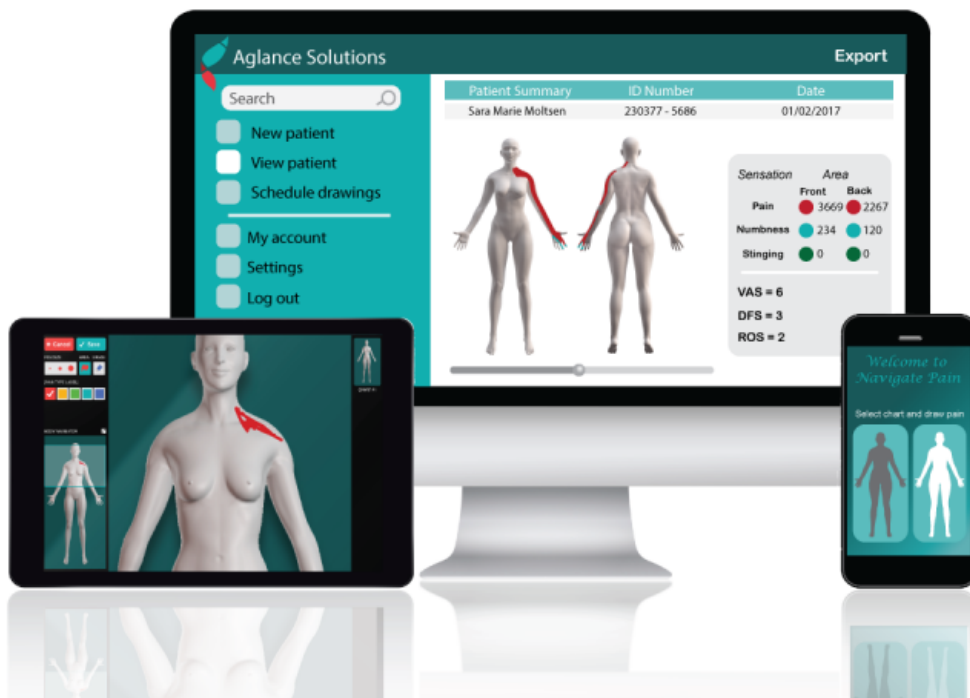 Aglance Solutions
Export
Search
New patient
View patient
Schedule drawings
My account
Settings
Log out
Patient Summary ID Number Date
Sara Marie Moltsen 230377 - 5686 01/02/2017
Sensation Area
Front Back
Pain 3669 2267
Numbness 234 120
Stinging 0 0
VAS = 6
DFS = 3
ROS = 2
Cancel Save
Welcome to
Navigate Pain
Select chart and draw pain